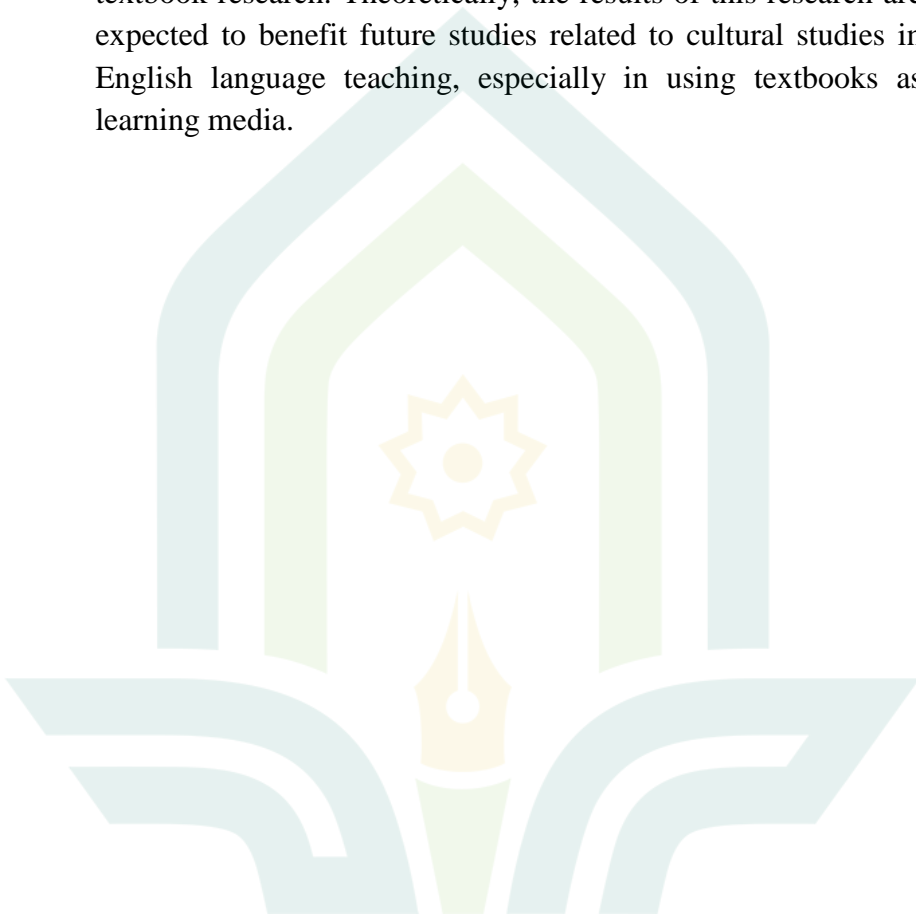 textbook research. Theoretically, the results of this research are
expected to benefit future studies related to cultural studies in
English language teaching, especially in using textbooks as
learning media.